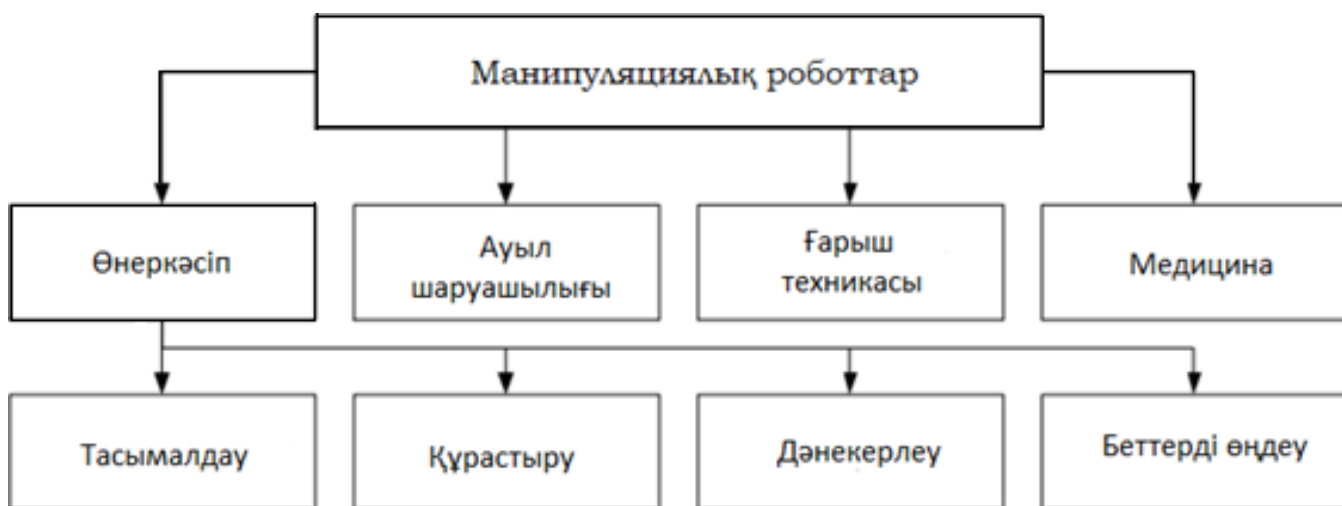 Манипуляциялық роботтар
Өнеркәсіп
Ауыл
шаруашылығы
Ғарыш
техникасы
Медицина
Тасымалдау
Құрастыру
Дәнекерлеу
Беттерді өңдеу